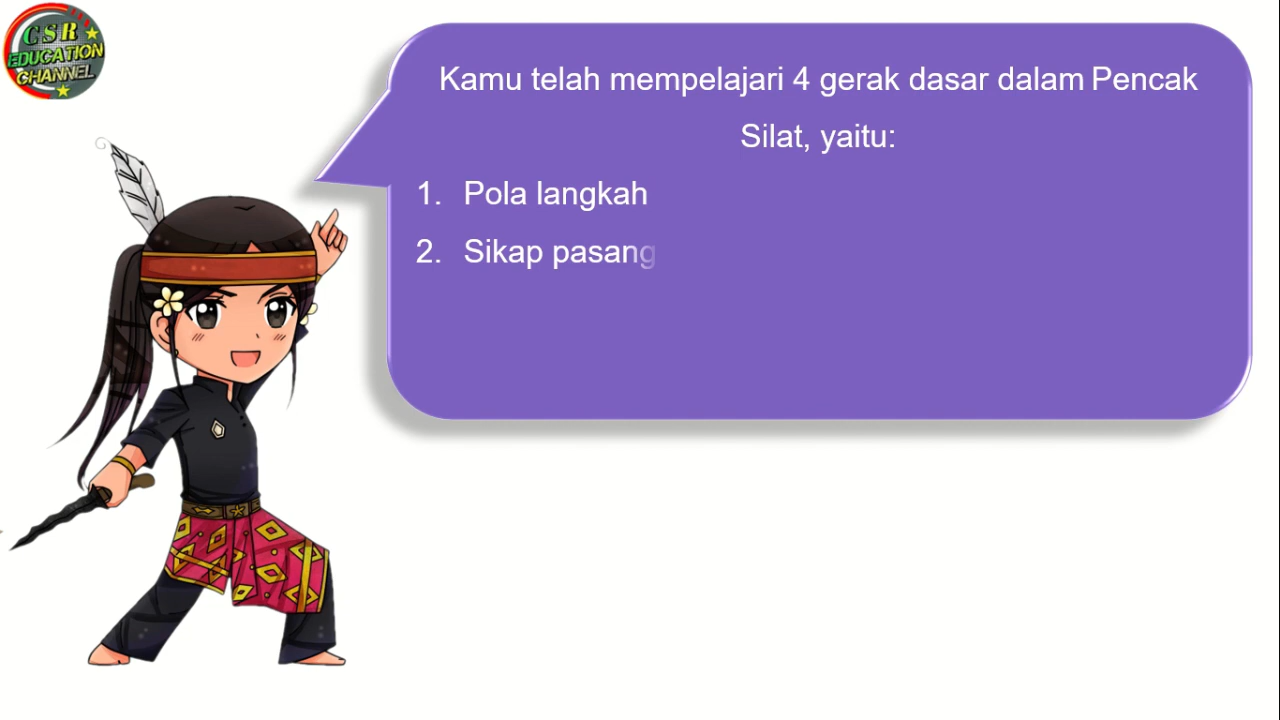 CSR
EDUCATION
CHANNEL
Kamu telah mempelajari 4 gerak dasar dalam Pencak
Silat, yaitu:
1. Pola langkah
2. Sikap pasang